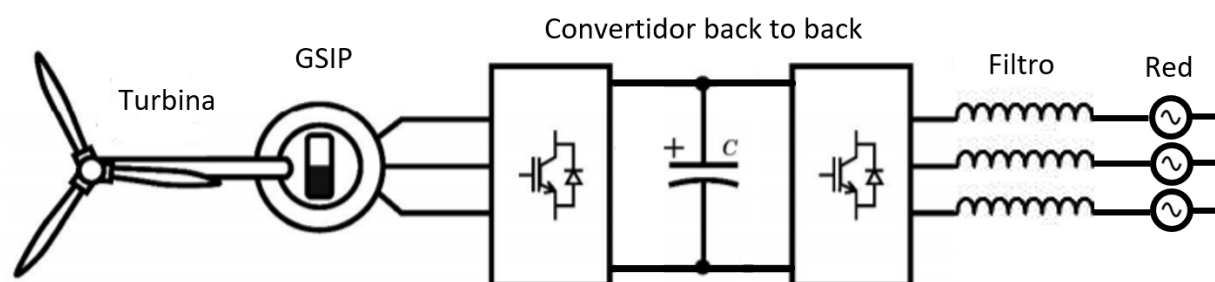 Convertidor back to back
GSIP
Filtro
Red
Turbina
+
C